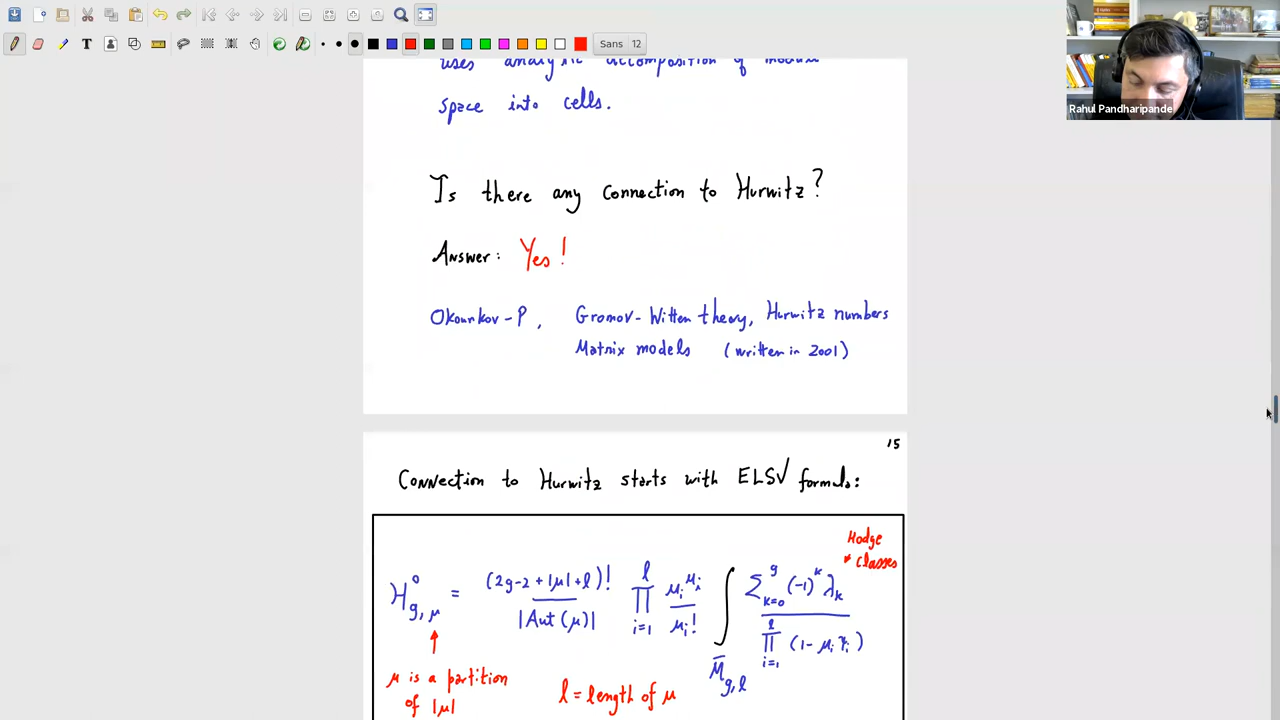 Sans 12
Rahul Pandharipande
space into cells.
Is there any connection to Hurwitz?
Answer: Yes!
Okounkov-P, Gromov-Witten theory, Hurwitz numbers
Matrix models (written in 2001)
15
Connection to Hurwitz starts with ELSV formula:
Hodge
classes
H⁰_{g,μ} = (2g-2+|μ|+l)! / |Aut(μ)| ∏_{i=1}^{l} μ_i^{μ_i} / μ_i! ∫_{M̄_{g,l}} Σ_{k=0}^{g} (-1)^k λ_k / ∏_{i=1}^{l} (1-μ_i ψ_i)
μ is a partition
of |μ|
l = length of μ